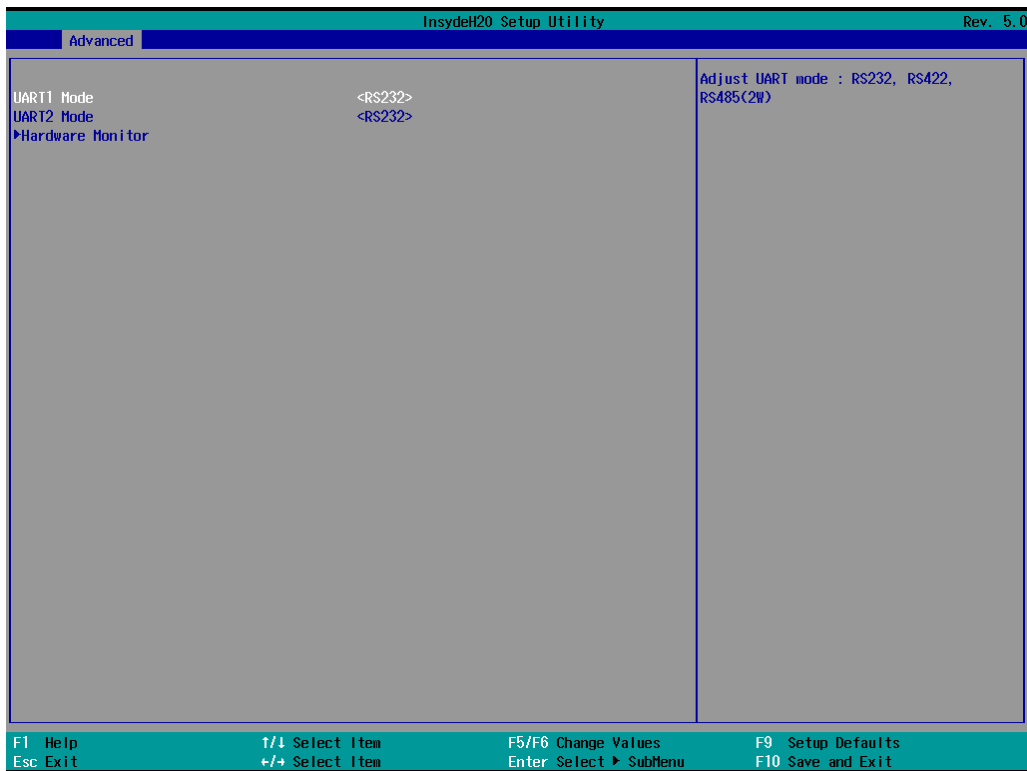 InsydeH2O Setup Utility Rev. 5.0
Advanced
UART1 Mode <RS232>
UART2 Mode <RS232>
▶Hardware Monitor
Adjust UART mode : RS232, RS422,
RS485(2W)
F1 Help ↑/↓ Select Item F5/F6 Change Values F9 Setup Defaults
Esc Exit ←/→ Select Item Enter Select ▶ SubMenu F10 Save and Exit